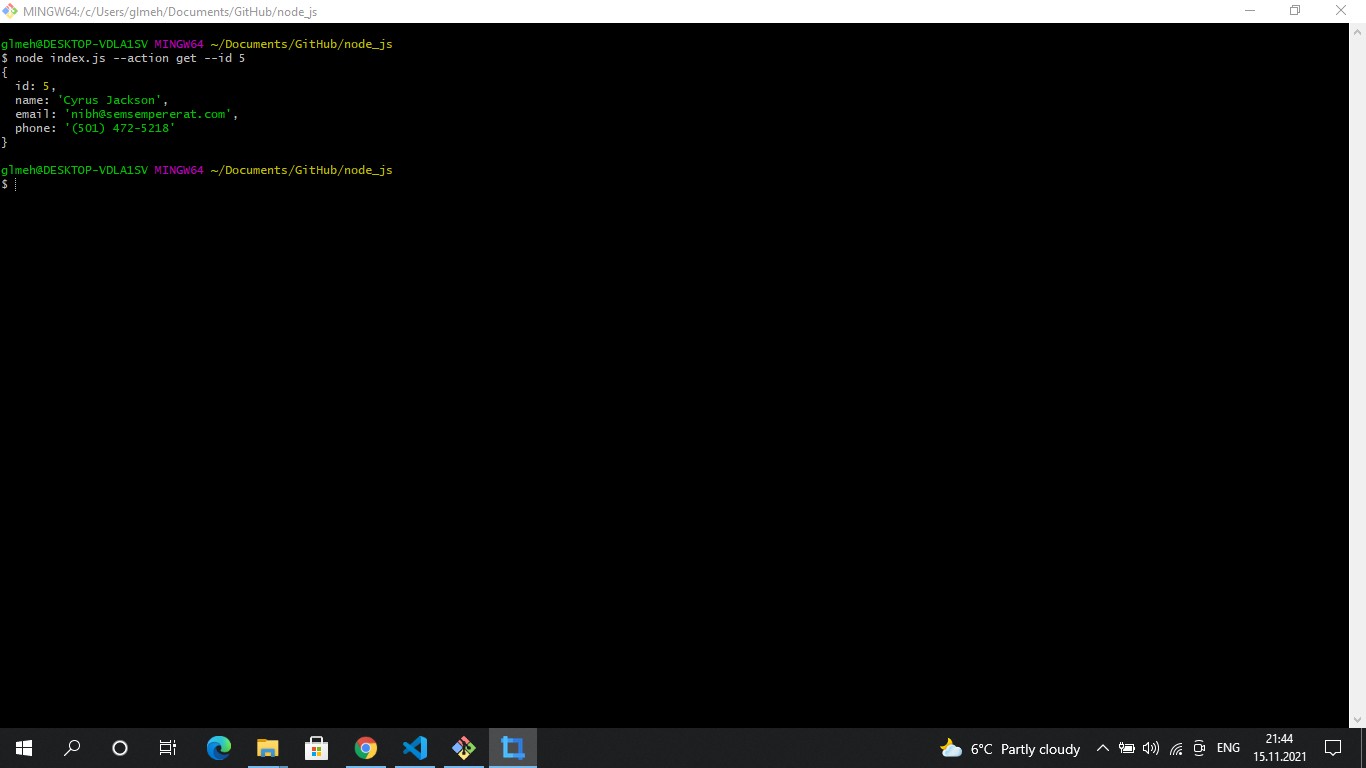 MINGW64:/c/Users/glmeh/Documents/GitHub/node_js
glmeh@DESKTOP-VDLA1SV MINGW64 ~/Documents/GitHub/node_js
$ node index.js --action get --id 5
{
  id: 5,
  name: 'Cyrus Jackson',
  email: 'nibh@semsempererat.com',
  phone: '(501) 472-5218'
}
glmeh@DESKTOP-VDLA1SV MINGW64 ~/Documents/GitHub/node_js
$
6°C Partly cloudy
ENG
21:44
15.11.2021